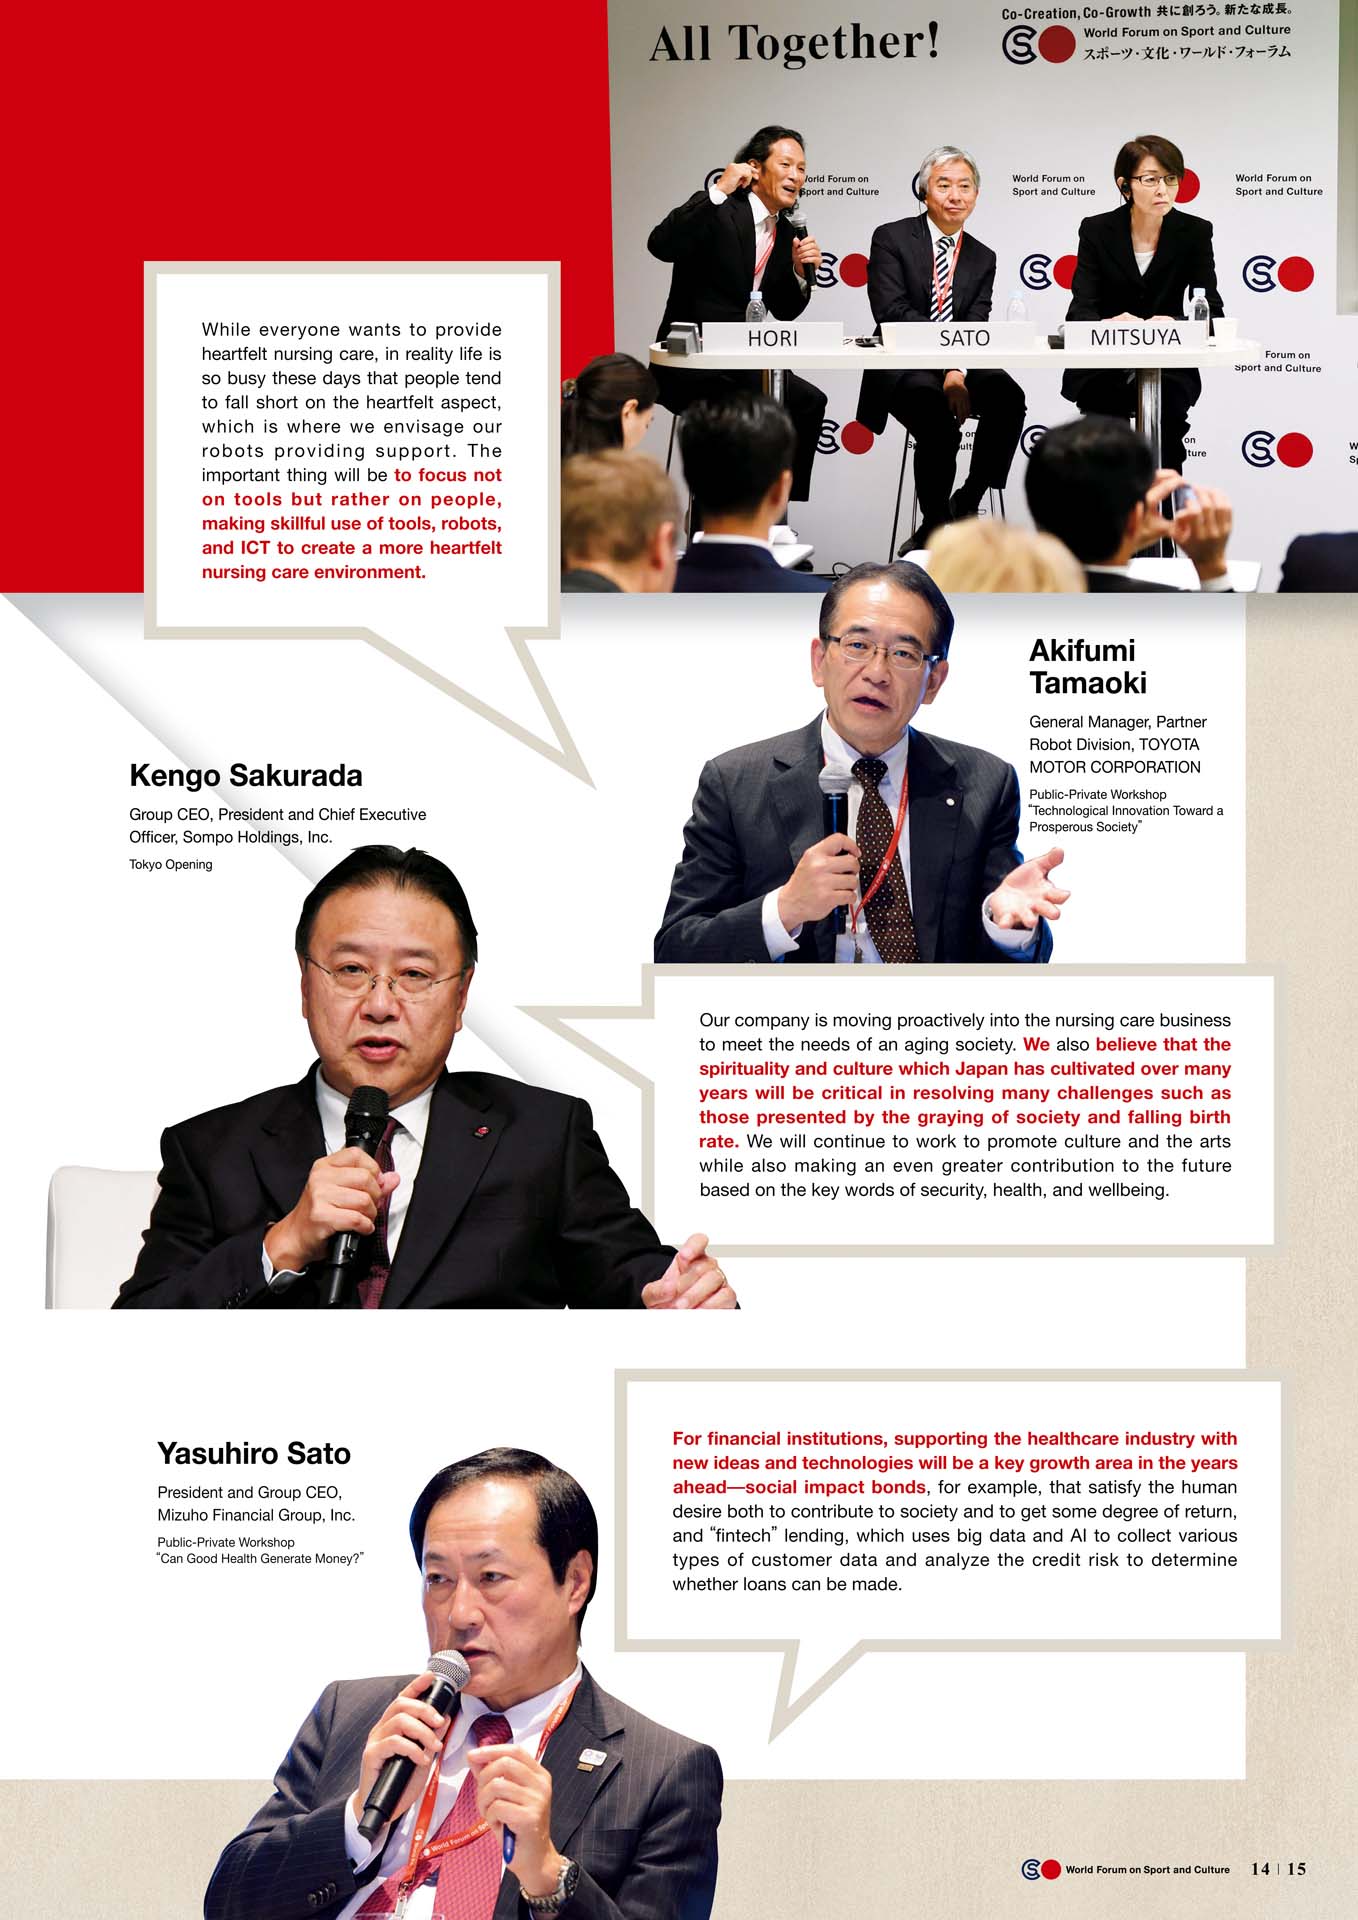 All Together!
Co-Creation, Co-Growth 共に創ろう。新たな成長。
World Forum on Sport and Culture
スポーツ・文化・ワールド・フォーラム
World Forum on
Sport and Culture
World Forum on
Sport and Culture
World Forum on
Sport and Culture
HORI
SATO
MITSUYA
Forum on
Sport and Culture
While everyone wants to provide
heartfelt nursing care, in reality life is
so busy these days that people tend
to fall short on the heartfelt aspect,
which is where we envisage our
robots providing support. The
important thing will be to focus not
on tools but rather on people,
making skillful use of tools, robots,
and ICT to create a more heartfelt
nursing care environment.
Akifumi
Tamaoki
General Manager, Partner
Robot Division, TOYOTA
MOTOR CORPORATION
Public-Private Workshop
“Technological Innovation Toward a
Prosperous Society”
Kengo Sakurada
Group CEO, President and Chief Executive
Officer, Sompo Holdings, Inc.
Tokyo Opening
Our company is moving proactively into the nursing care business
to meet the needs of an aging society. We also believe that the
spirituality and culture which Japan has cultivated over many
years will be critical in resolving many challenges such as
those presented by the graying of society and falling birth
rate. We will continue to work to promote culture and the arts
while also making an even greater contribution to the future
based on the key words of security, health, and wellbeing.
Yasuhiro Sato
President and Group CEO,
Mizuho Financial Group, Inc.
Public-Private Workshop
“Can Good Health Generate Money?”
For financial institutions, supporting the healthcare industry with
new ideas and technologies will be a key growth area in the years
ahead—social impact bonds, for example, that satisfy the human
desire both to contribute to society and to get some degree of return,
and “fintech” lending, which uses big data and AI to collect various
types of customer data and analyze the credit risk to determine
whether loans can be made.
World Forum on Spo
World Forum on Sport and Culture 14 | 15